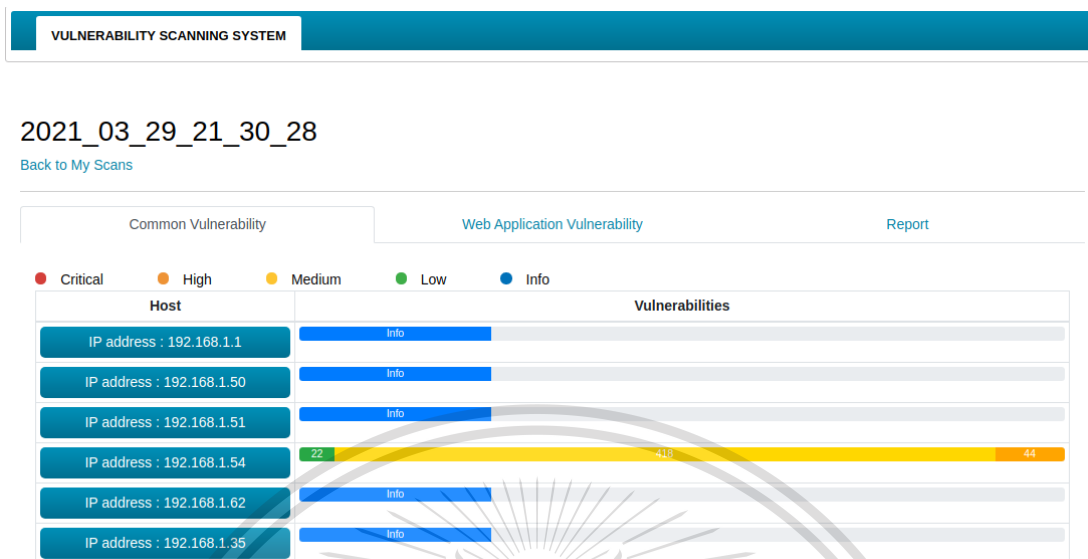 VULNERABILITY SCANNING SYSTEM
2021_03_29_21_30_28
Back to My Scans
Common Vulnerability Web Application Vulnerability Report
Critical High Medium Low Info
Host Vulnerabilities
IP address : 192.168.1.1 Info
IP address : 192.168.1.50 Info
IP address : 192.168.1.51 Info
IP address : 192.168.1.54 22 418 44
IP address : 192.168.1.62 Info
IP address : 192.168.1.35 Info